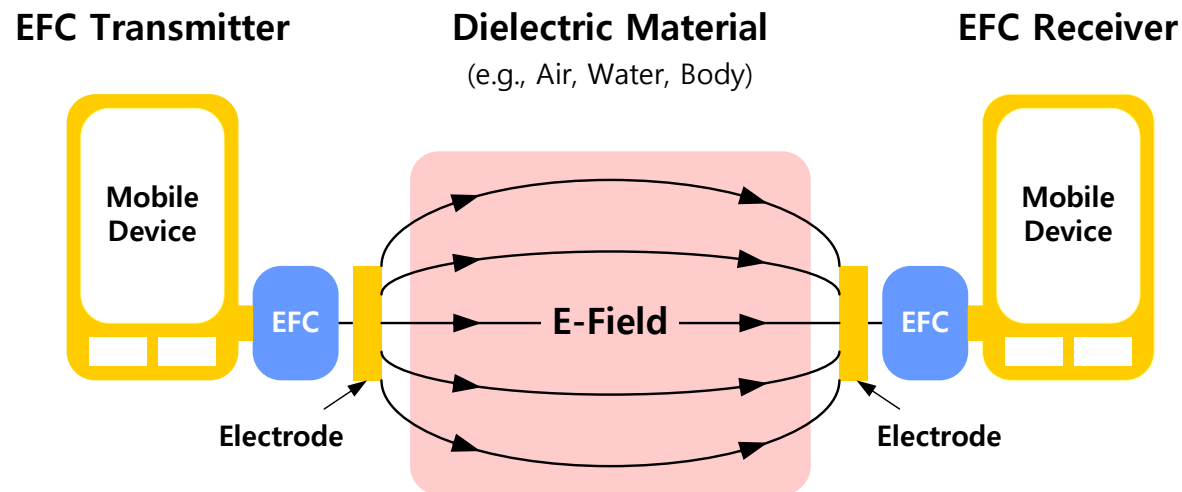 EFC Transmitter
Dielectric Material
EFC Receiver
(e.g., Air, Water, Body)
Mobile
Device
Mobile
Device
EFC
E-Field
EFC
Electrode
Electrode